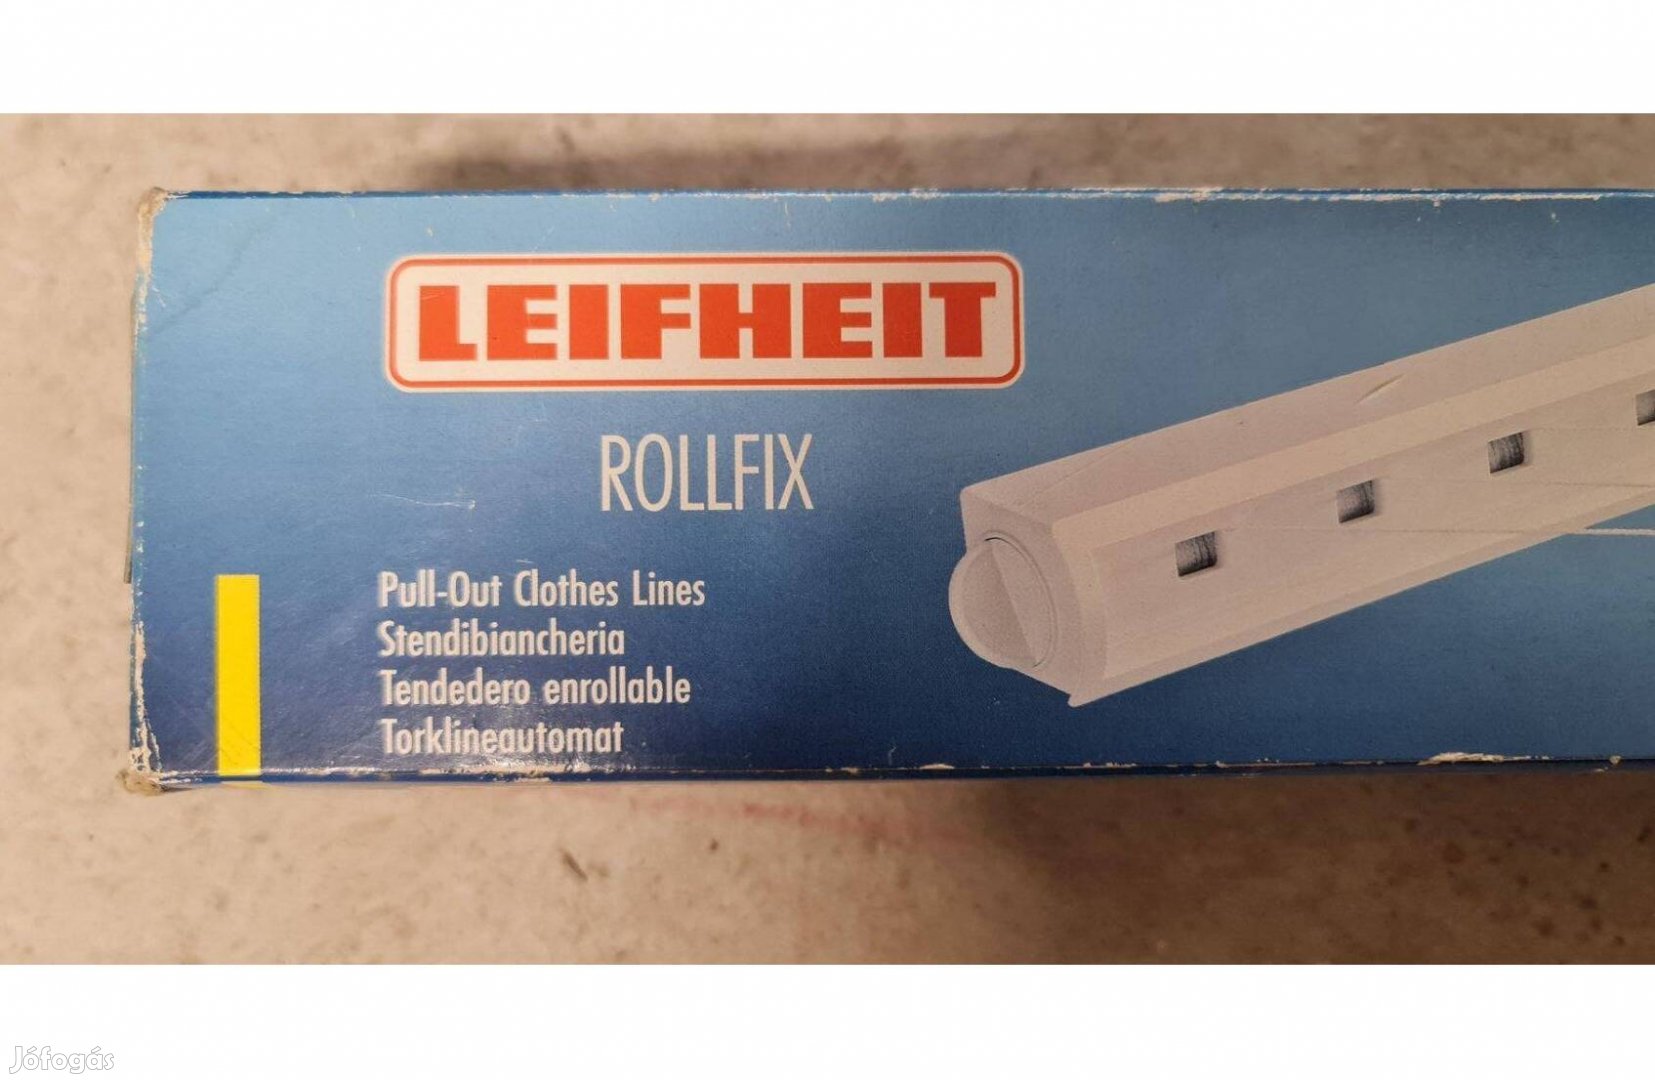 LEIFHEIT
ROLLFIX
Pull-Out Clothes Lines
Stendibiancheria
Tendedero enrollable
Torklineautomat
Jófogás